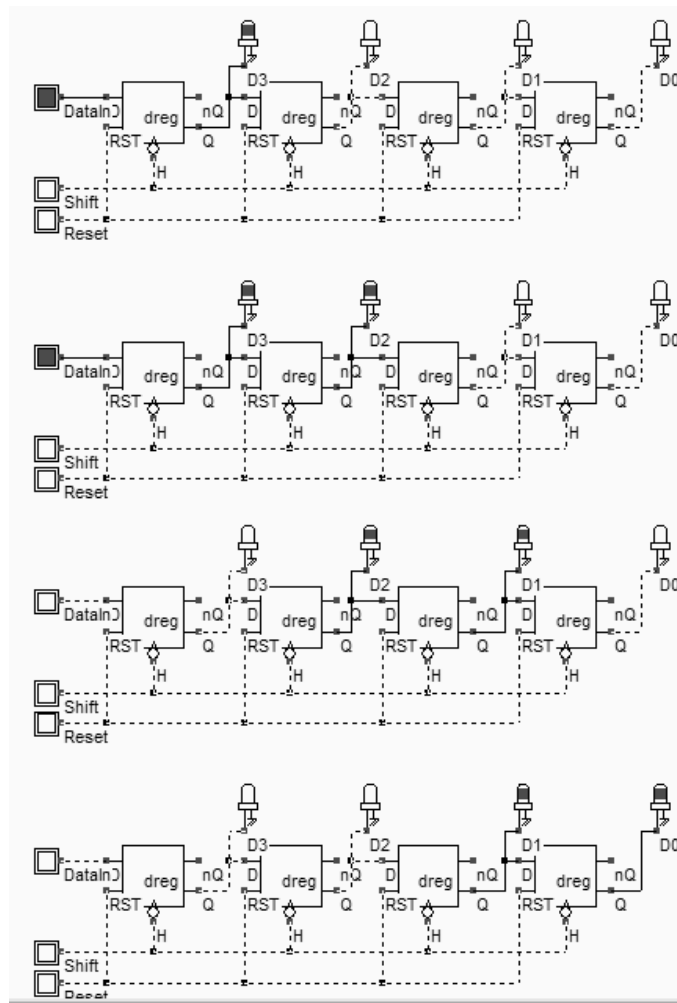 D3 D2 D1 D0
DataIn D dreg nQ D dreg nQ D dreg nQ D dreg nQ
RST Q RST Q RST Q RST Q
H H H H
Shift
Reset
D3 D2 D1 D0
DataIn D dreg nQ D dreg nQ D dreg nQ D dreg nQ
RST Q RST Q RST Q RST Q
H H H H
Shift
Reset
D3 D2 D1 D0
DataIn D dreg nQ D dreg nQ D dreg nQ D dreg nQ
RST Q RST Q RST Q RST Q
H H H H
Shift
Reset
D3 D2 D1 D0
DataIn D dreg nQ D dreg nQ D dreg nQ D dreg nQ
RST Q RST Q RST Q RST Q
H H H H
Shift
Reset